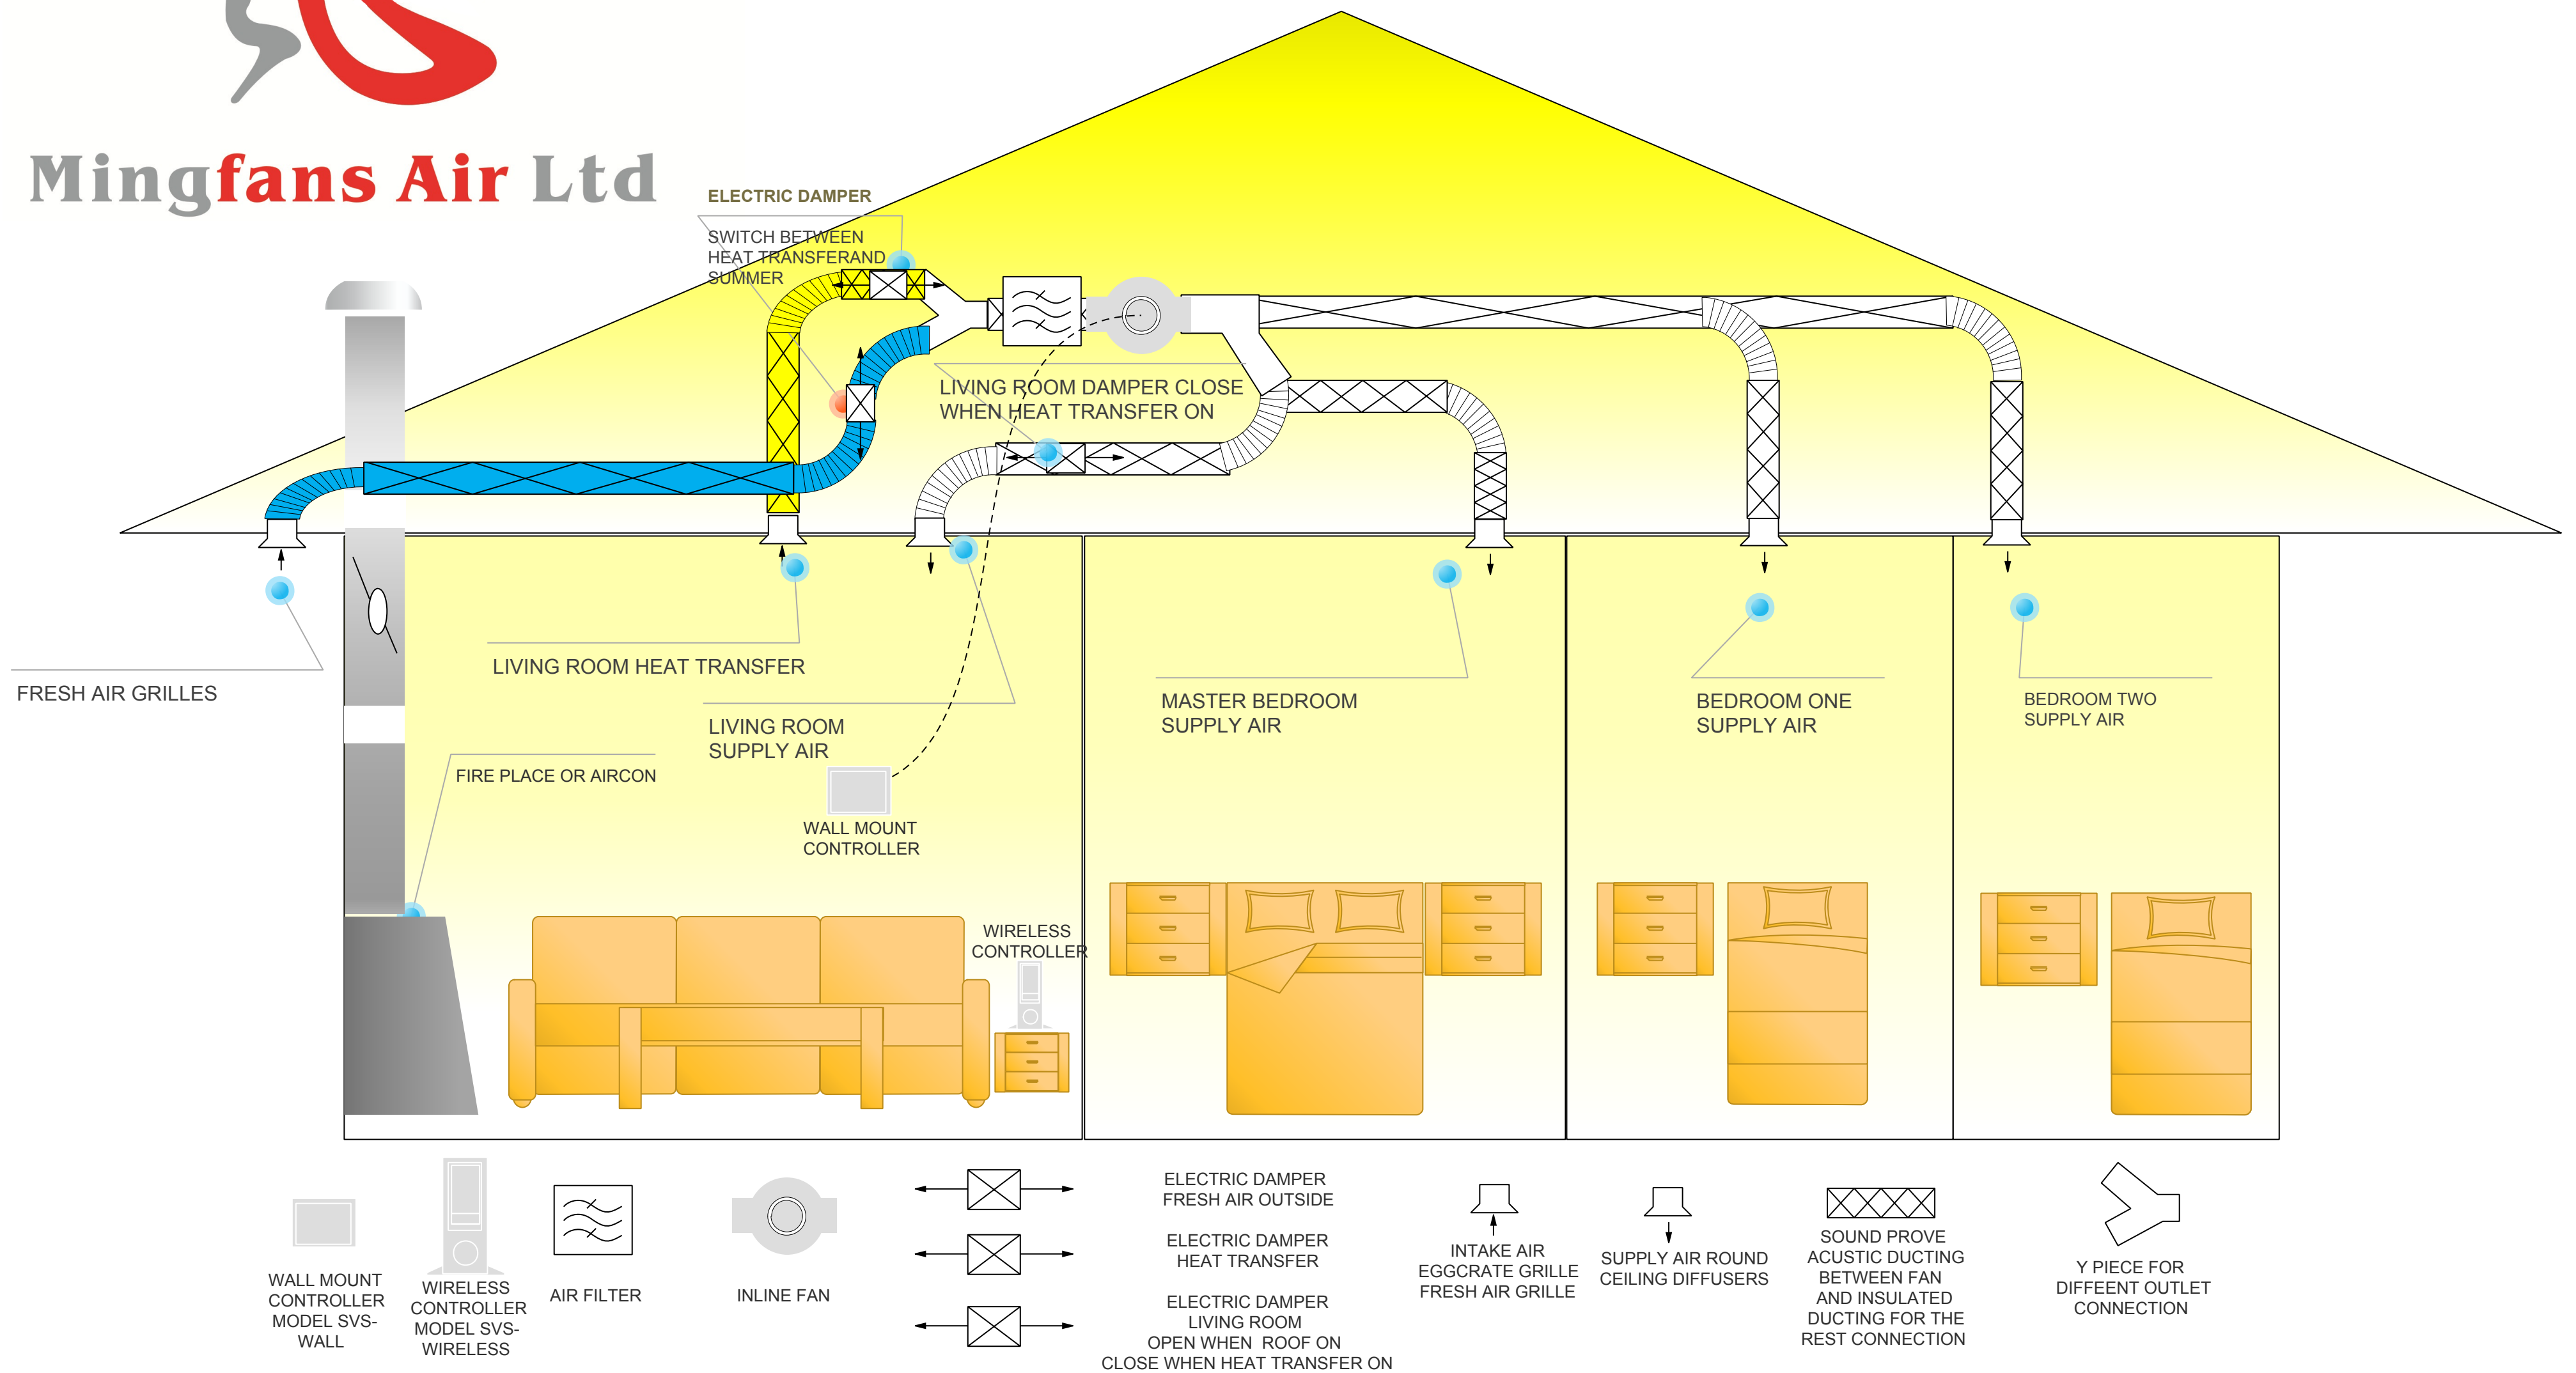 Mingfans Air Ltd
ELECTRIC DAMPER
SWITCH BETWEEN
HEAT TRANSFERAND
SUMMER
LIVING ROOM DAMPER CLOSE
WHEN HEAT TRANSFER ON
FRESH AIR GRILLES
LIVING ROOM HEAT TRANSFER
LIVING ROOM
SUPPLY AIR
MASTER BEDROOM
SUPPLY AIR
BEDROOM ONE
SUPPLY AIR
BEDROOM TWO
SUPPLY AIR
FIRE PLACE OR AIRCON
WALL MOUNT
CONTROLLER
WIRELESS
CONTROLLER
WALL MOUNT
CONTROLLER
MODEL SVS-
WALL
WIRELESS
CONTROLLER
MODEL SVS-
WIRELESS
AIR FILTER
INLINE FAN
ELECTRIC DAMPER
FRESH AIR OUTSIDE
ELECTRIC DAMPER
HEAT TRANSFER
ELECTRIC DAMPER
LIVING ROOM
OPEN WHEN ROOF ON
CLOSE WHEN HEAT TRANSFER ON
INTAKE AIR
EGGCRATE GRILLE
FRESH AIR GRILLE
SUPPLY AIR ROUND
CEILING DIFFUSERS
SOUND PROVE
ACUSTIC DUCTING
BETWEEN FAN
AND INSULATED
DUCTING FOR THE
REST CONNECTION
Y PIECE FOR
DIFFEENT OUTLET
CONNECTION